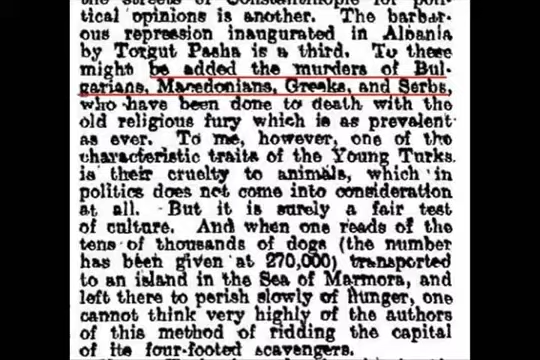 the streets of Constantinople for poli-
tical opinions is another. The barbar-
ous repression inaugurated in Albania
by Torgut Pasha is a third. To these
might be added the murders of Bul-
garians, Macedonians, Greeks, and Serbs,
who have been done to death with the
old religious fury which is as prevalent
as ever. To me, however, one of the
characteristic traits of the Young Turks
is their cruelty to animals, which in
politics does not come into consideration
at all. But it is surely a fair test
of culture. And when one reads of the
tens of thousands of dogs (the number
has been given at 270,000) transported
to an island in the Sea of Marmora, and
left there to perish slowly of hunger, one
cannot think very highly of the authors
of this method of ridding the capital
of its four-footed scavengers.